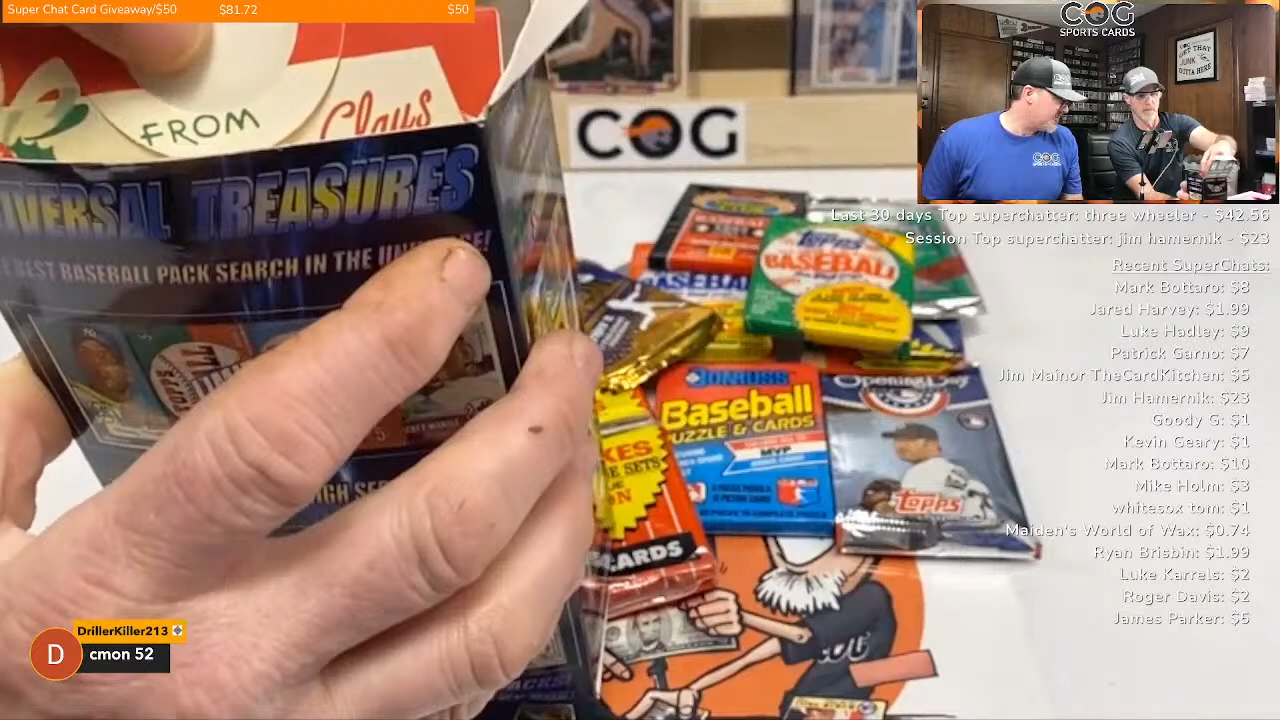 Super Chat Card Giveaway/$50 $81.72 $50
COG
SPORTS CARDS
FROM
Claus
IVERSAL TREASURES
BEST BASEBALL PACK SEARCH IN THE UNIVERSE!
COG
Topps
BASEBALL
DONRUSS
Baseball
PUZZLE & CARDS
MVP
Opening Day
Topps
CARDS
COG
Last 30 days Top superchatter: three wheeler - $42.50
Session Top superchatter: Jim Hamernik - $23
Recent SuperChats:
Mark Bottaro: $8
Jared Harvey: $1.99
Luke Hadley: $9
Patrick Garno: $7
Jim Mainor TheCardKitchen: $5
Jim Hamernik: $23
Goody G: $1
Kevin Geary: $1
Mark Bottaro: $10
whitesox tom: $1
Maiden's World of Wax: $0.74
Ryan Brisbin: $1.99
Luke Karrels: $2
Roger Davis: $2
James Parker: $5
DrillerKiller213
D
cmon 52